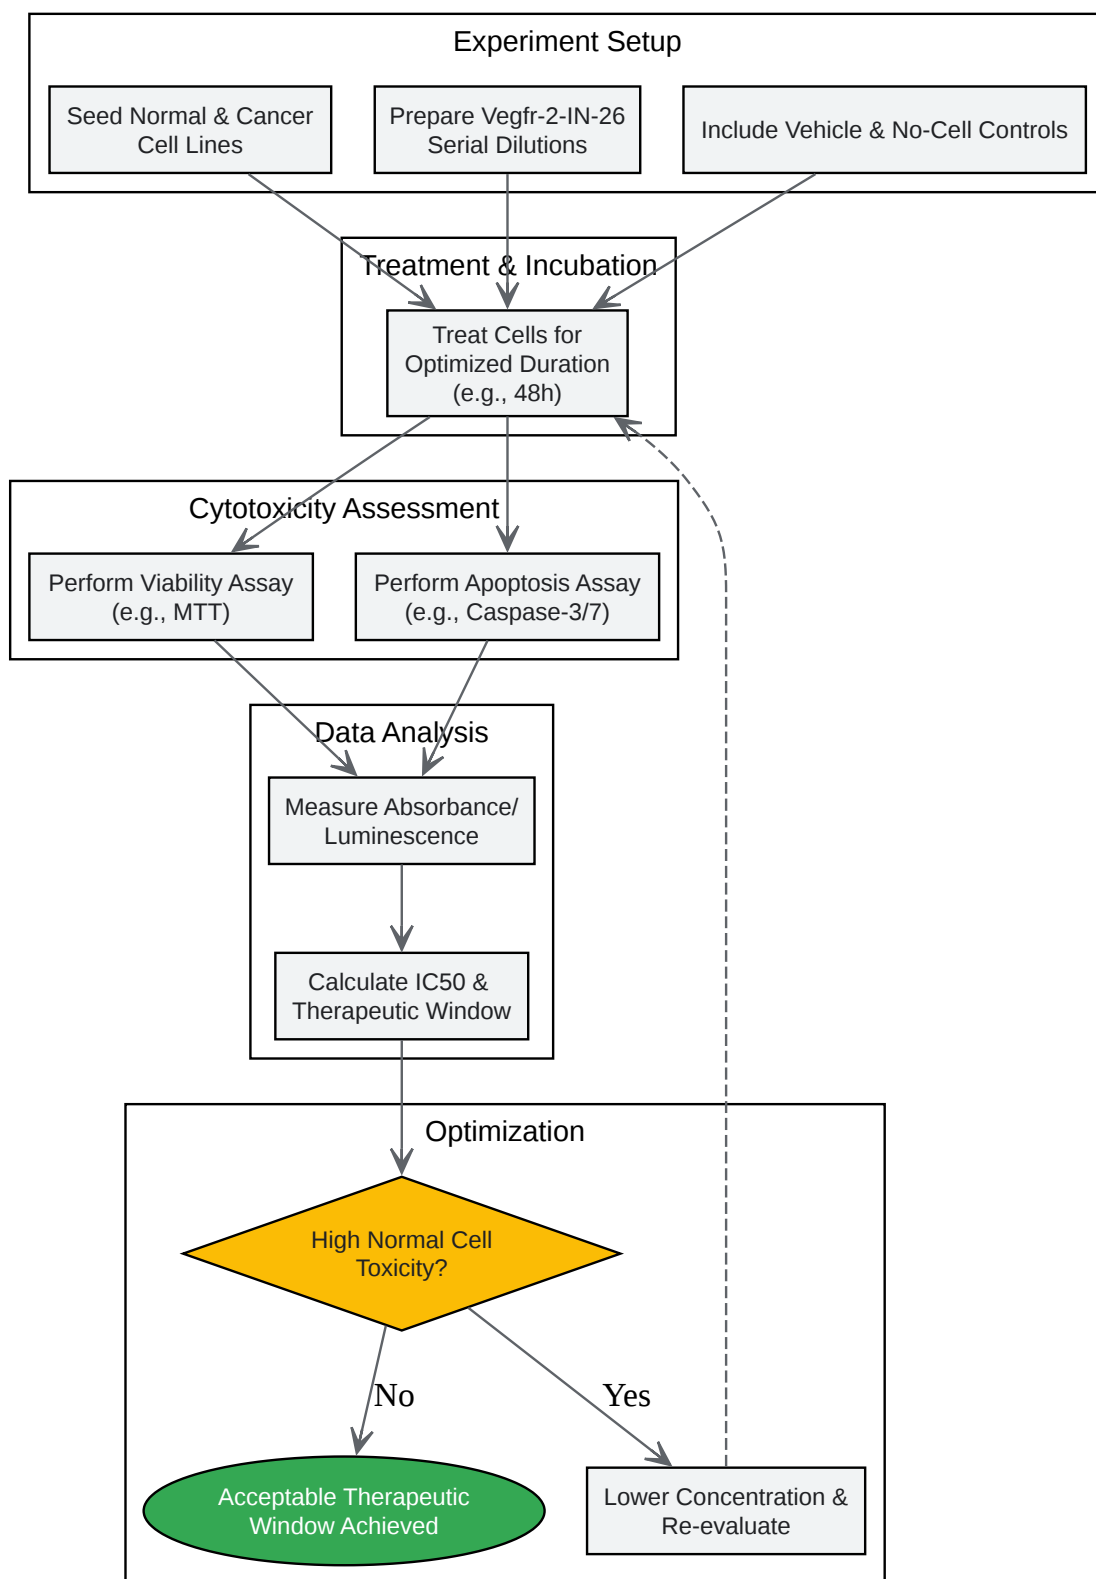 Experiment Setup
Seed Normal & Cancer
Cell Lines
Prepare Vegfr-2-IN-26
Serial Dilutions
Include Vehicle & No-Cell Controls
Treatment & Incubation
Treat Cells for
Optimized Duration
(e.g., 48h)
Cytotoxicity Assessment
Perform Viability Assay
(e.g., MTT)
Perform Apoptosis Assay
(e.g., Caspase-3/7)
Data Analysis
Measure Absorbance/
Luminescence
Calculate IC50 &
Therapeutic Window
Optimization
High Normal Cell
Toxicity?
No
Yes
Acceptable Therapeutic
Window Achieved
Lower Concentration &
Re-evaluate